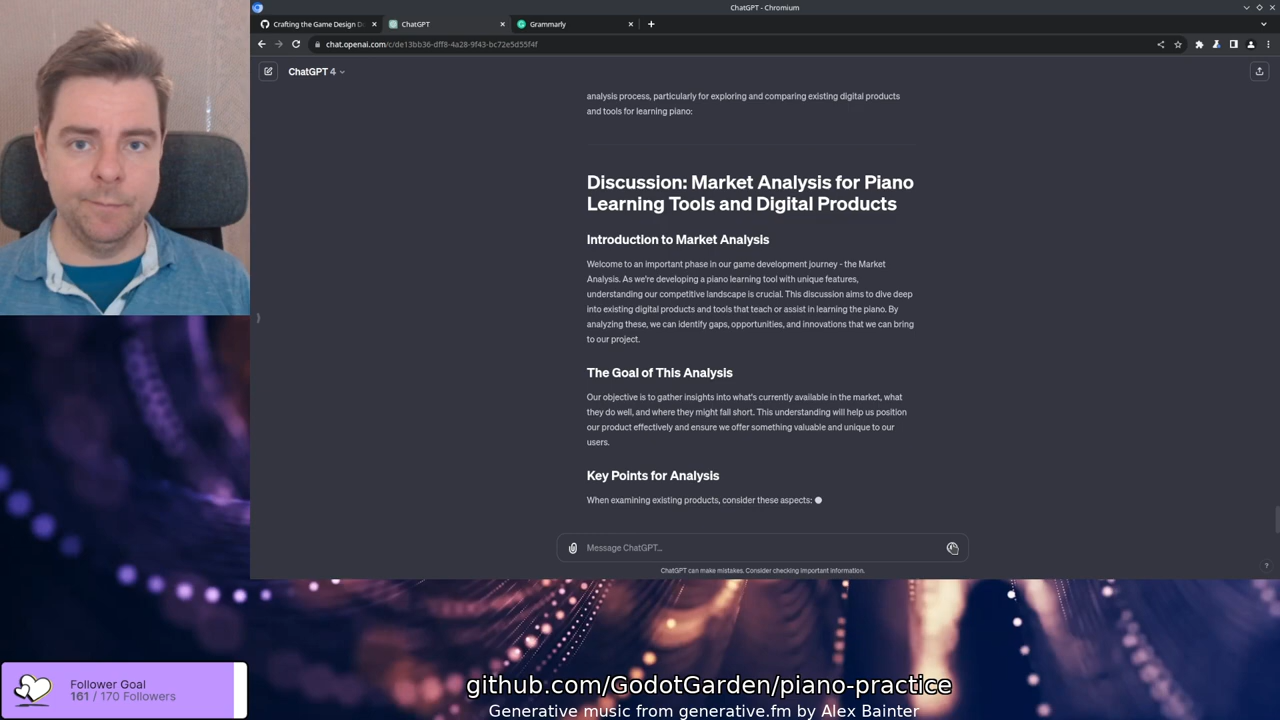 ChatGPT - Chromium
Crafting the Game Design D
ChatGPT
Grammarly
chat.openai.com/c/de13bb36-dff8-4a28-9f43-bc72e5d55f4f
ChatGPT 4
analysis process, particularly for exploring and comparing existing digital products
and tools for learning piano:
Discussion: Market Analysis for Piano
Learning Tools and Digital Products
Introduction to Market Analysis
Welcome to an important phase in our game development journey - the Market
Analysis. As we're developing a piano learning tool with unique features,
understanding our competitive landscape is crucial. This discussion aims to dive deep
into existing digital products and tools that teach or assist in learning the piano. By
analyzing these, we can identify gaps, opportunities, and innovations that we can bring
to our project.
The Goal of This Analysis
Our objective is to gather insights into what's currently available in the market, what
they do well, and where they might fall short. This understanding will help us position
our product effectively and ensure we offer something valuable and unique to our
users.
Key Points for Analysis
When examining existing products, consider these aspects:
Message ChatGPT...
ChatGPT can make mistakes. Consider checking important information.
?
Follower Goal
161 / 170 Followers
github.com/GodotGarden/piano-practice
Generative music from generative.fm by Alex Bainter